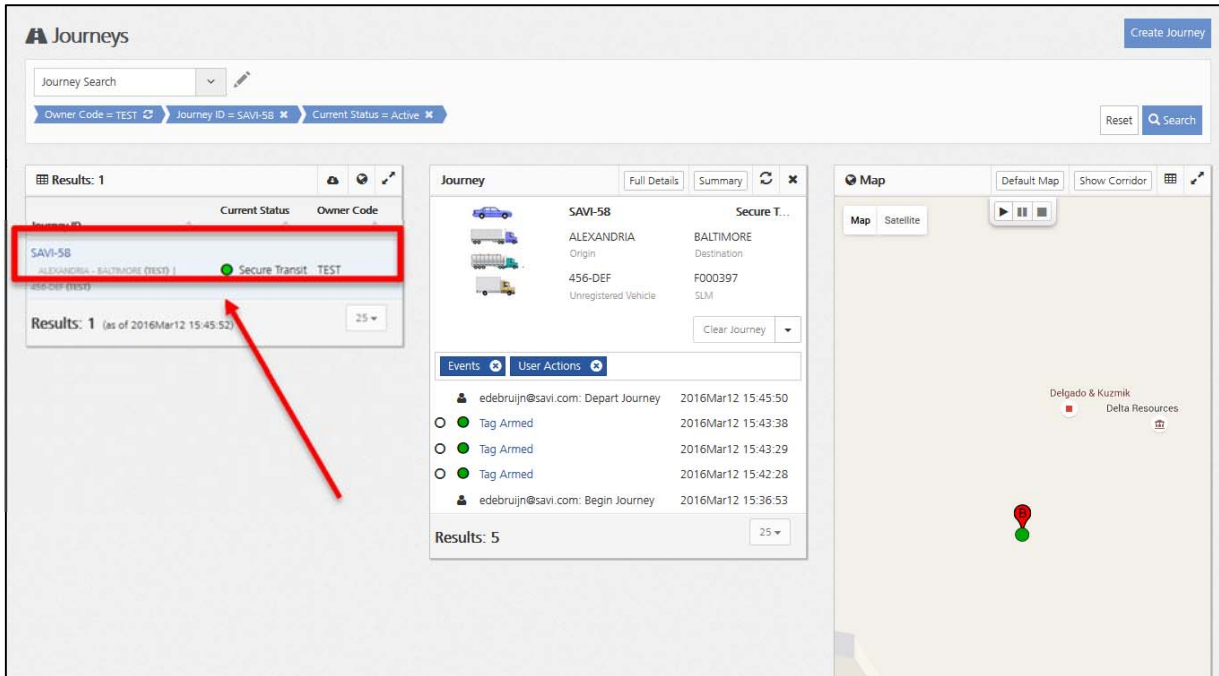 Journeys
Create Journey
Journey Search
Owner Code = TEST
Journey ID = SAVI-58
Current Status = Active
Reset
Search
Results: 1
Journey ID
Current Status
Owner Code
SAVI-58
ALEXANDRIA - BALTIMORE (TEST) |
456-DEF (TEST)
Secure Transit
TEST
Results: 1 (as of 2016Mar12 15:45:52)
25
Journey
Full Details
Summary
SAVI-58
Secure T...
ALEXANDRIA
Origin
BALTIMORE
Destination
456-DEF
Unregistered Vehicle
F000397
SLM
Clear Journey
Events
User Actions
edebruijn@savi.com: Depart Journey 2016Mar12 15:45:50
Tag Armed 2016Mar12 15:43:38
Tag Armed 2016Mar12 15:43:29
Tag Armed 2016Mar12 15:42:28
edebruijn@savi.com: Begin Journey 2016Mar12 15:36:53
Results: 5
25
Map
Default Map
Show Corridor
Map
Satellite
Delgado & Kuzmik
Delta Resources
B